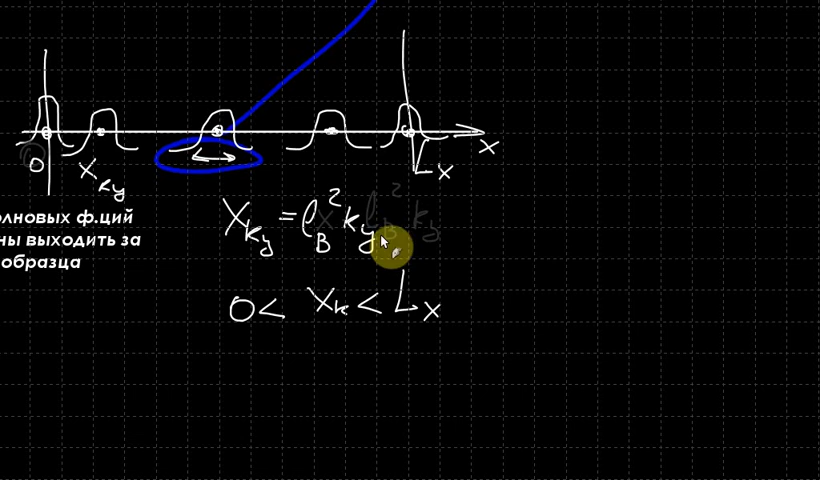 0 X_{ky} L_x x
олновых ф.ций
ны выходить за
образца
X_{ky} = ℓ_B^2 k_y
0 < X_k < L_x